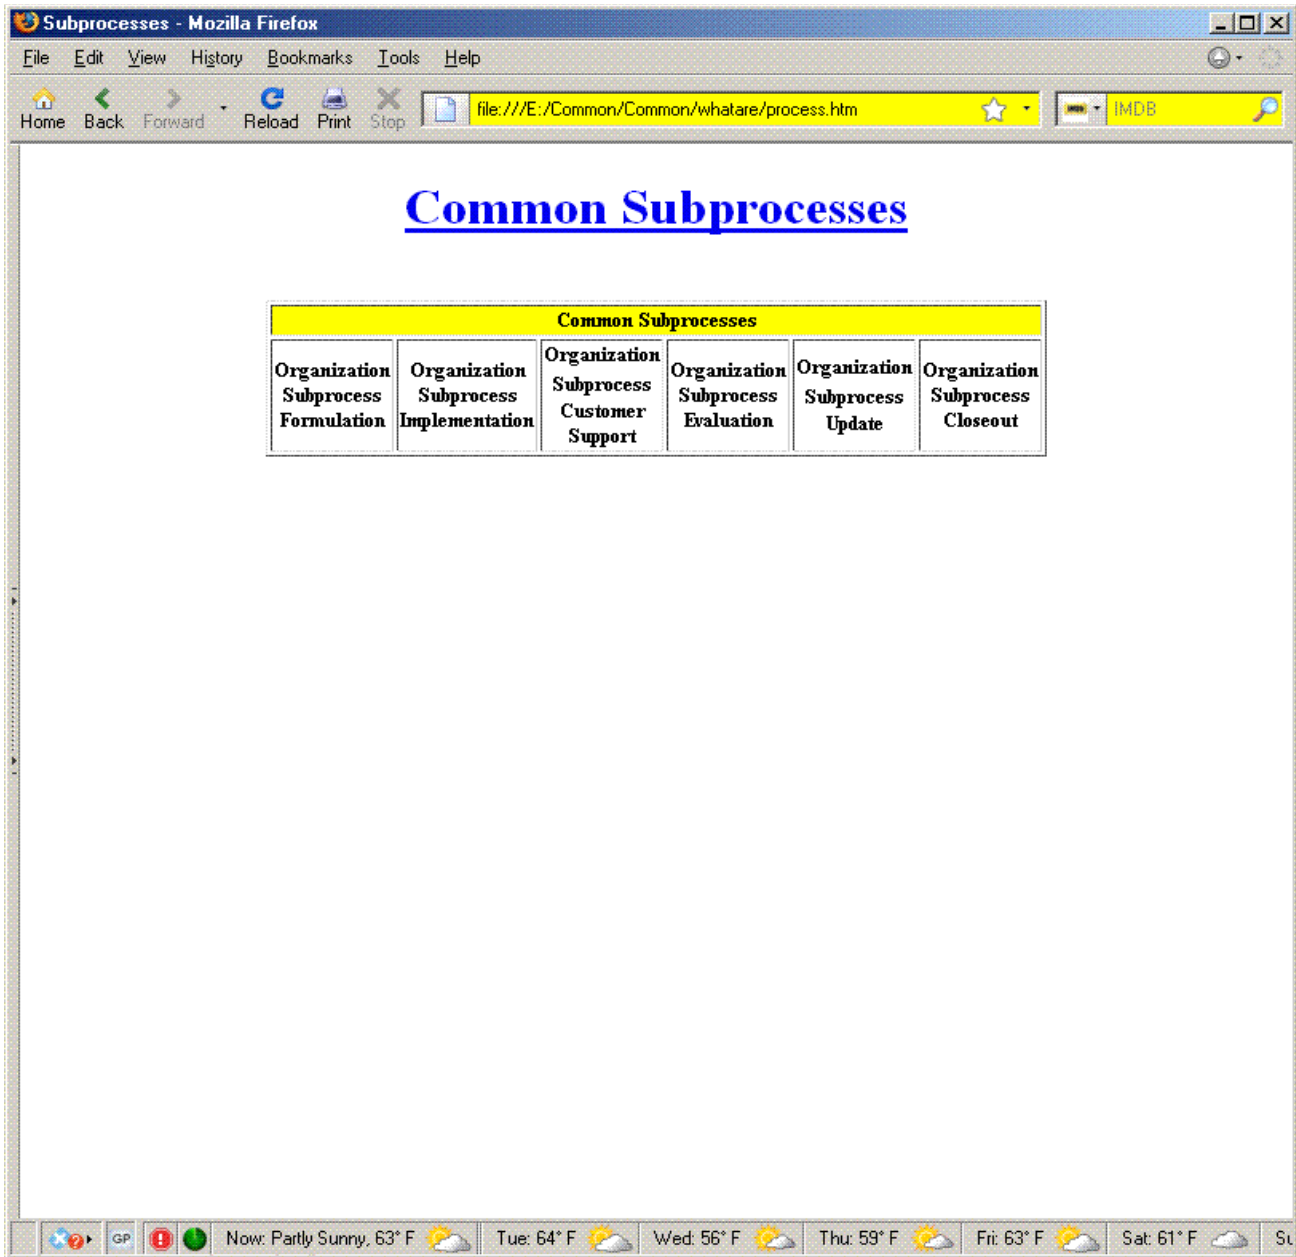 Subprocesses - Mozilla Firefox
File Edit View History Bookmarks Tools Help
Home Back Forward Reload Print Stop file:///E:/Common/Common/whatare/process.htm IMDB
Common Subprocesses
Common Subprocesses
Organization
Subprocess
Formulation
Organization
Subprocess
Implementation
Organization
Subprocess
Customer
Support
Organization
Subprocess
Evaluation
Organization
Subprocess
Update
Organization
Subprocess
Closeout
GP Now: Partly Sunny, 63° F Tue: 64° F Wed: 56° F Thu: 59° F Fri: 63° F Sat: 61° F Su